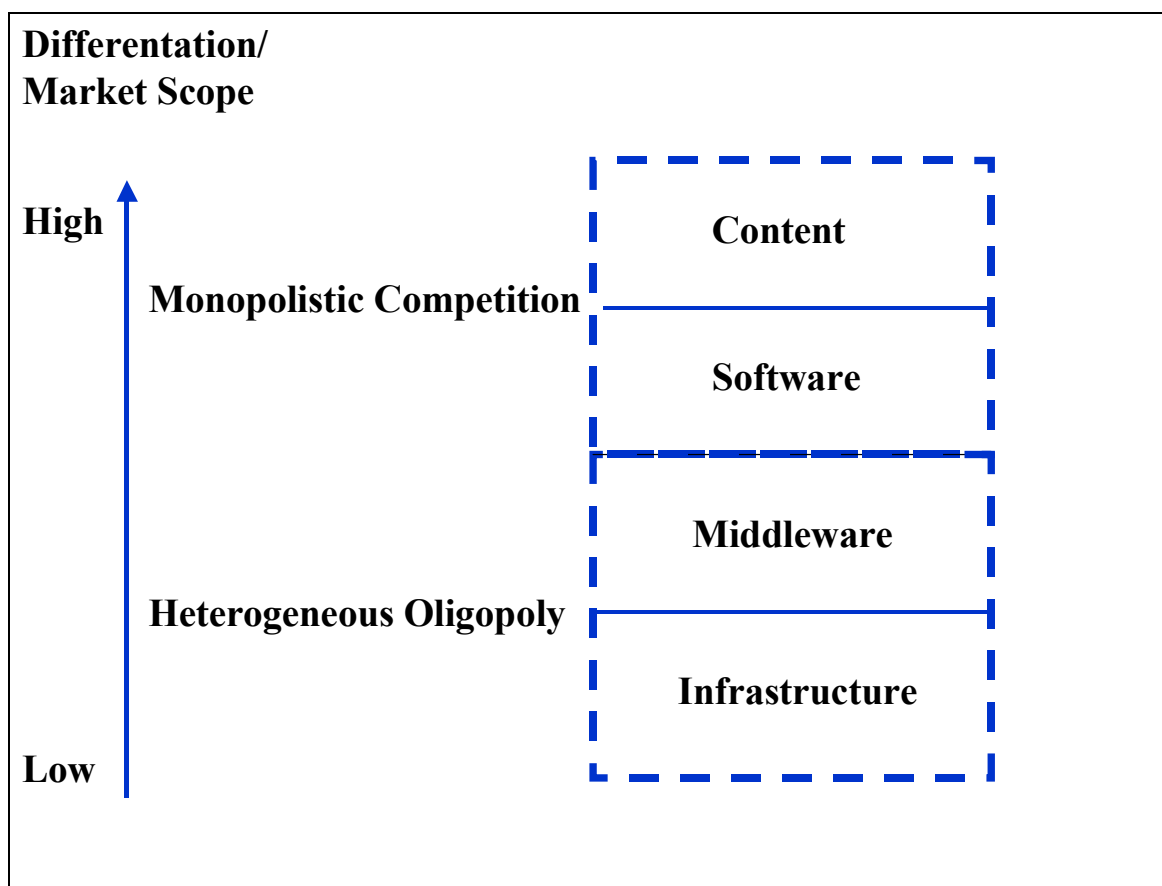 Differentation/
Market Scope
High
Content
Monopolistic Competition
Software
Middleware
Heterogeneous Oligopoly
Infrastructure
Low